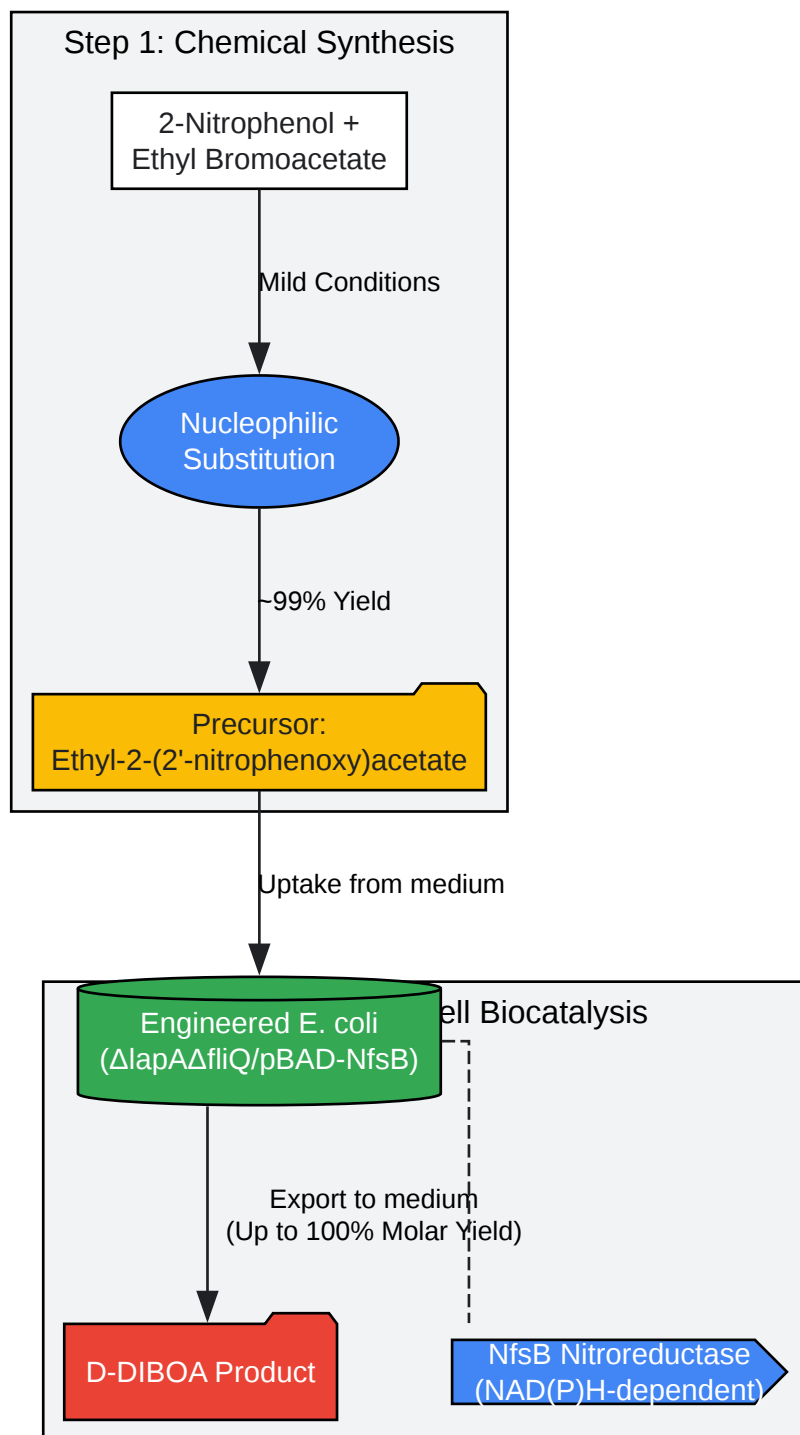 Step 1: Chemical Synthesis
2-Nitrophenol +
Ethyl Bromoacetate
Mild Conditions
Nucleophilic
Substitution
~99% Yield
Precursor:
Ethyl-2-(2'-nitrophenoxy)acetate
Uptake from medium
ell Biocatalysis
Engineered E. coli
(ΔlapAΔfliQ/pBAD-NfsB)
Export to medium
(Up to 100% Molar Yield)
D-DIBOA Product
NfsB Nitroreductase
(NAD(P)H-dependent)